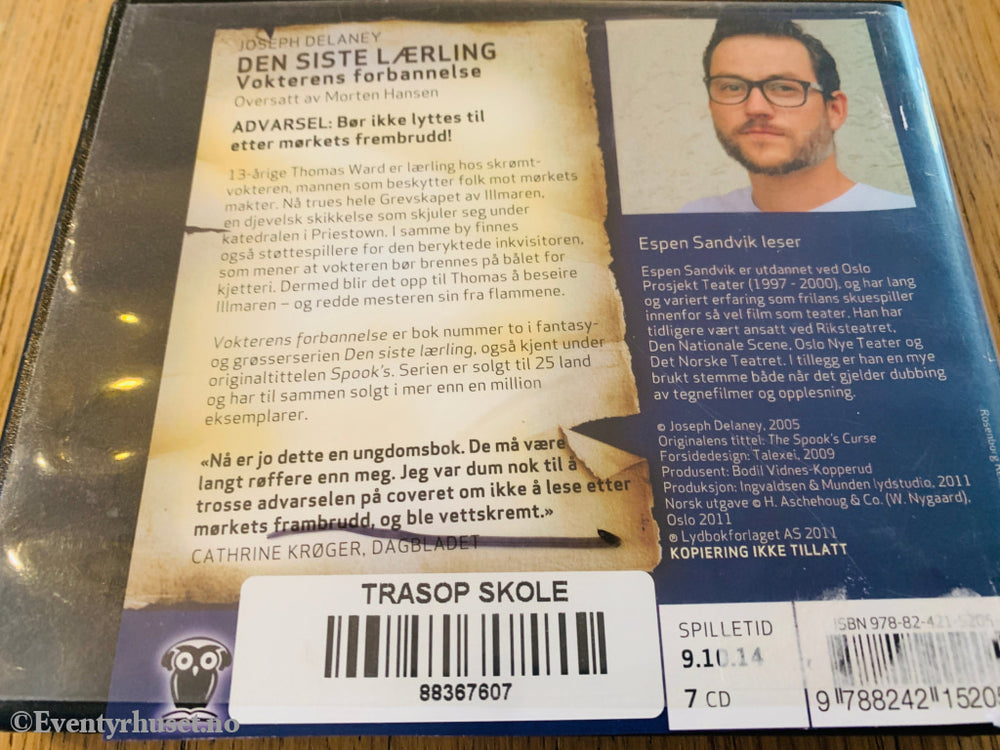 JOSEPH DELANEY
DEN SISTE LÆRLING
Vokterens forbannelse
Oversatt av Morten Hansen
ADVARSEL: Bør ikke lyttes til
etter mørkets frembrudd!
13-årige Thomas Ward er lærling hos skrømt-
vokteren, mannen som beskytter folk mot mørkets
makter. Nå trues hele Grevskapet av Illmaren,
en djevelsk skikkelse som skjuler seg under
katedralen i Priestown. I samme by finnes
også støttespillere for den beryktede inkvisitoren,
som mener at vokteren bør brennes på bålet for
kjetteri. Dermed blir det opp til Thomas å beseire
Illmaren – og redde mesteren sin fra flammene.
Vokterens forbannelse er bok nummer to i fantasy-
og grøsserserien Den siste lærling, også kjent under
originaltittelen Spook's. Serien er solgt til 25 land
og har til sammen solgt i mer enn en million
eksemplarer.
«Nå er jo dette en ungdomsbok. De må være
langt røffere enn meg. Jeg var dum nok til å
trosse advarselen på coveret om ikke å lese etter
mørkets frambrudd, og ble vettskremt.»
CATHRINE KRØGER, DAGBLADET
Espen Sandvik leser
Espen Sandvik er utdannet ved Oslo
Prosjekt Teater (1997 - 2000), og har lang
og variert erfaring som frilans skuespiller
innenfor så vel film som teater. Han har
tidligere vært ansatt ved Riksteatret,
Den Nationale Scene, Oslo Nye Teater og
Det Norske Teatret. I tillegg er han en mye
brukt stemme både når det gjelder dubbing
av tegnefilmer og opplesning.
© Joseph Delaney, 2005
Originalens tittel: The Spook's Curse
Forsidedesign: Talexei, 2009
Produsent: Bodil Vidnes-Kopperud
Produksjon: Ingvaldsen & Munden lydstudio, 2011
Norsk utgave © H. Aschehoug & Co. (W. Nygaard),
Oslo 2011
℗ Lydbokforlaget AS 2011
KOPIERING IKKE TILLATT
TRASOP SKOLE
88367607
SPILLETID
9.10.14
7 CD
ISBN 978-82-421-5205
9 788242 15205
©Eventyrhuset.no